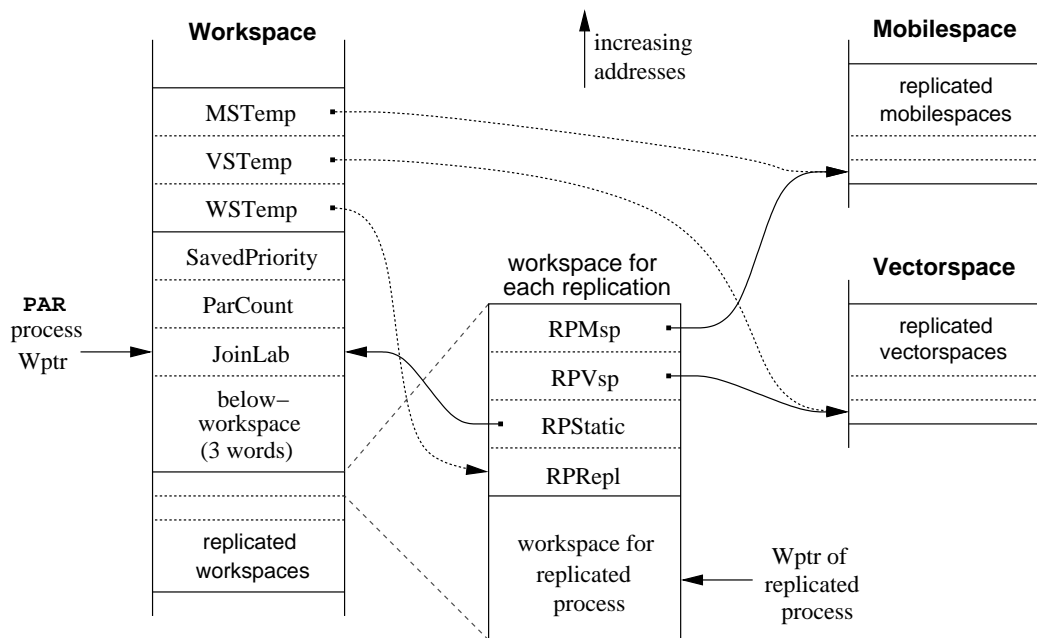 Workspace
increasing
addresses
Mobilespace
MSTemp
VSTemp
WSTemp
SavedPriority
ParCount
JoinLab
below–
workspace
(3 words)
replicated
workspaces
PAR
process
Wptr
workspace for
each replication
RPMsp
RPVsp
RPStatic
RPRepl
workspace for
replicated
process
Wptr of
replicated
process
replicated
mobilespaces
Vectorspace
replicated
vectorspaces